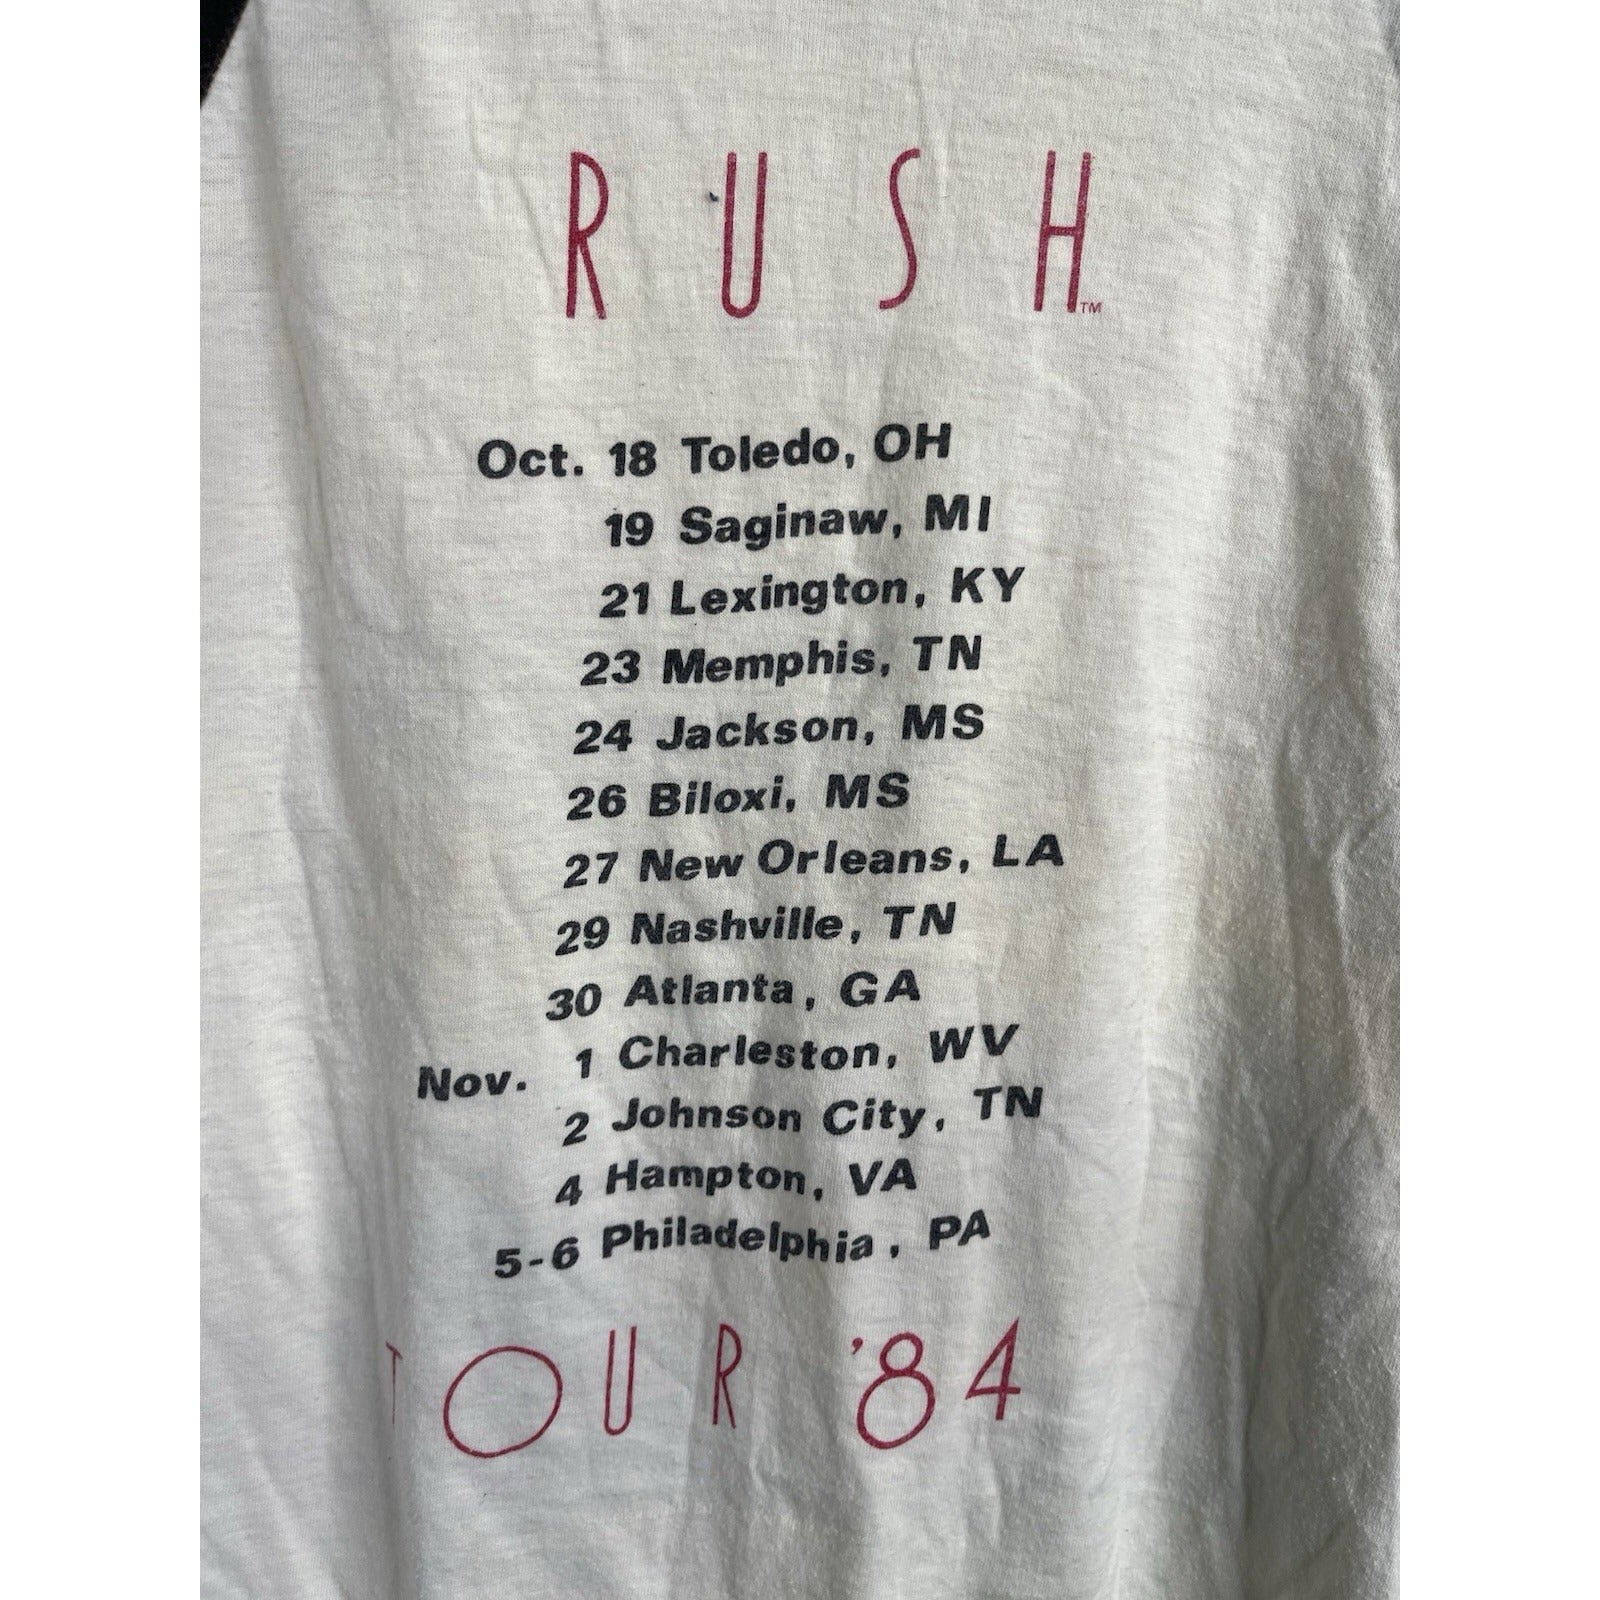 RUSH™
Oct. 18 Toledo, OH
19 Saginaw, MI
21 Lexington, KY
23 Memphis, TN
24 Jackson, MS
26 Biloxi, MS
27 New Orleans, LA
29 Nashville, TN
30 Atlanta, GA
Nov. 1 Charleston, WV
2 Johnson City, TN
4 Hampton, VA
5-6 Philadelphia, PA
TOUR '84